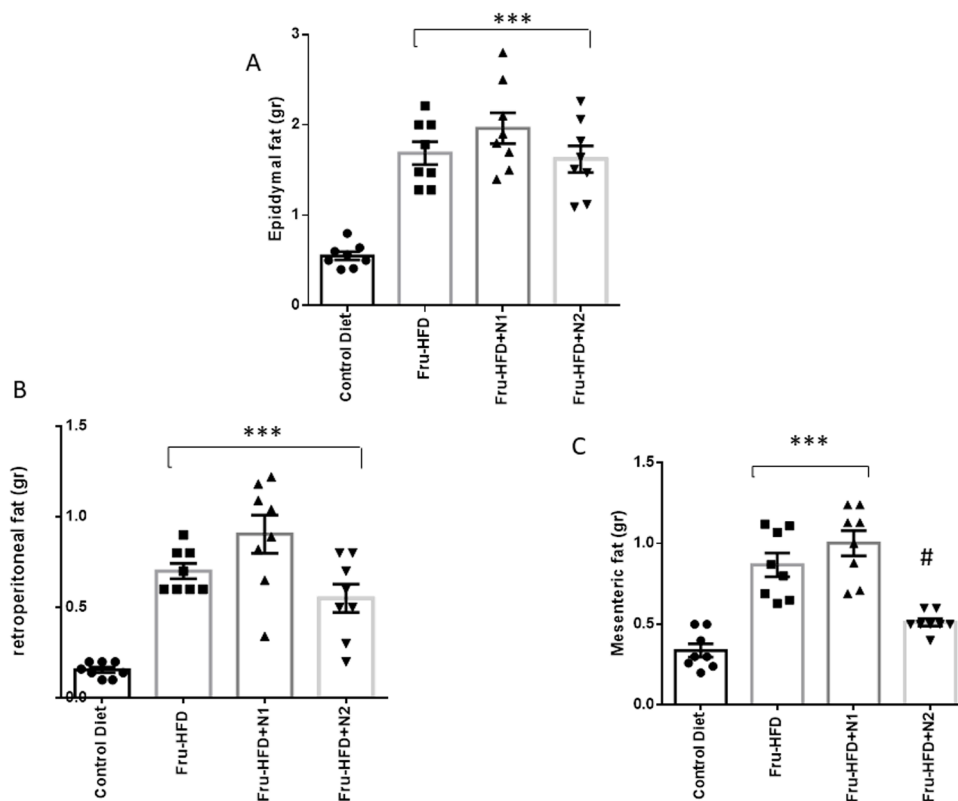 A
***
Epiddymal fat (gr)
3
2
1
0
Control Diet
Fru-HFD
Fru-HFD+N1
Fru-HFD+N2
B
***
retroperitoneal fat (gr)
1.5
1.0
0.5
0.0
Control Diet
Fru-HFD
Fru-HFD+N1
Fru-HFD+N2
C
***
#
Mesenteric fat (gr)
1.5
1.0
0.5
0.0
Control Diet
Fru-HFD
Fru-HFD+N1
Fru-HFD+N2